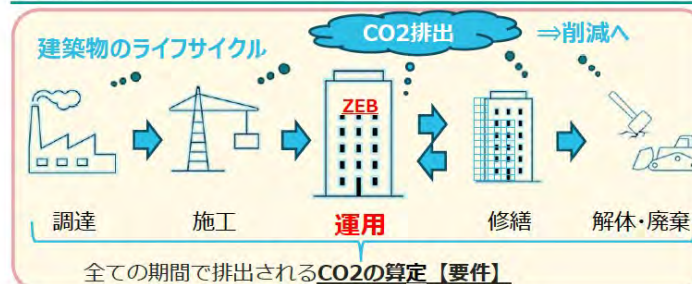 CO2排出 ⇒削減へ
建築物のライフサイクル
ZEB
調達 施工 運用 修繕 解体・廃棄
全ての期間で排出されるCO2の算定【要件】